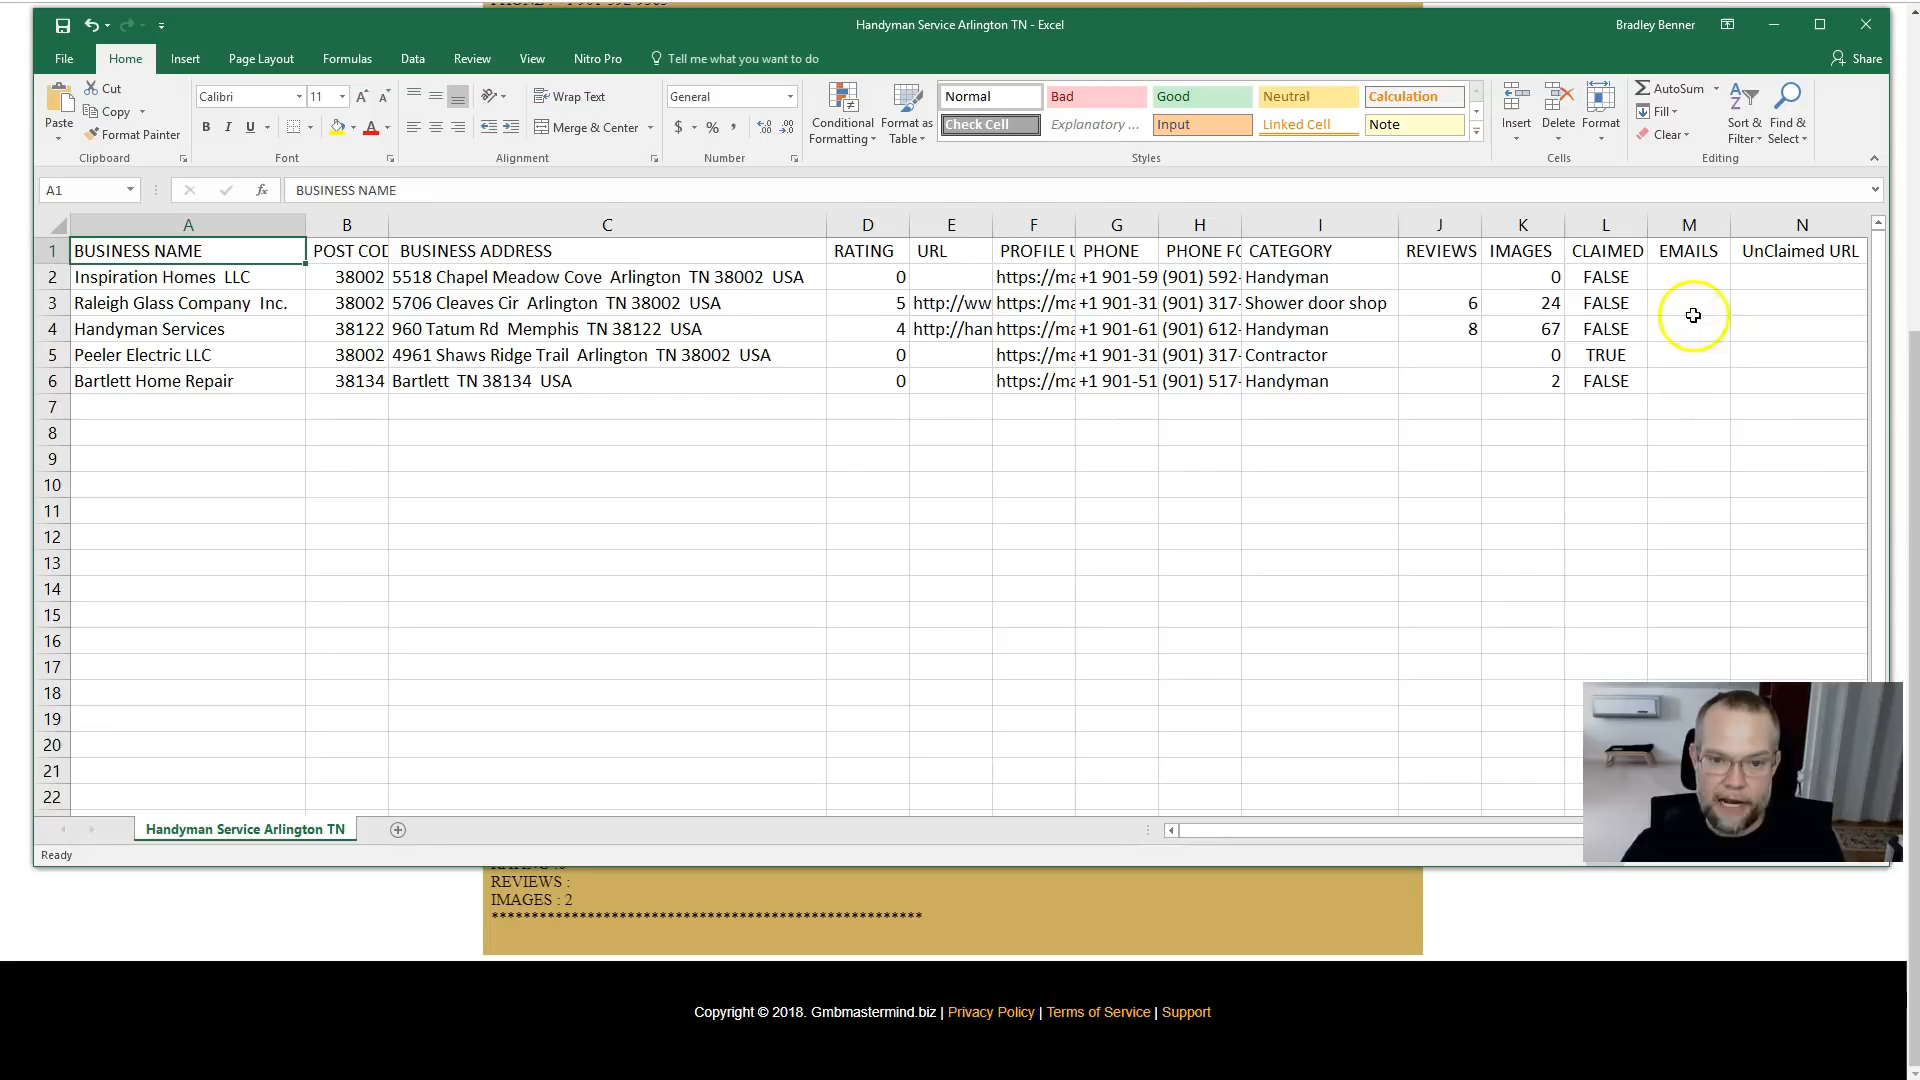 Handyman Service Arlington TN - Excel
Bradley Benner
File Home Insert Page Layout Formulas Data Review View Nitro Pro Tell me what you want to do Share
Paste
Cut
Copy
Format Painter
Clipboard
Calibri 11
B I U
Font
Wrap Text
Merge & Center
Alignment
General
$ % ,
Number
Conditional Formatting
Format as Table
Normal Bad Good Neutral Calculation
Check Cell Explanatory ... Input Linked Cell Note
Styles
Insert Delete Format
Cells
AutoSum
Fill
Clear
Sort & Filter
Find & Select
Editing
A1 fx BUSINESS NAME
A B C D E F G H I J K L M N
1 BUSINESS NAME POST COD BUSINESS ADDRESS RATING URL PROFILE U PHONE PHONE FO CATEGORY REVIEWS IMAGES CLAIMED EMAILS UnClaimed URL
2 Inspiration Homes LLC 38002 5518 Chapel Meadow Cove Arlington TN 38002 USA 0 https://ma +1 901-59 (901) 592- Handyman 0 FALSE
3 Raleigh Glass Company Inc. 38002 5706 Cleaves Cir Arlington TN 38002 USA 5 http://ww https://ma +1 901-31 (901) 317- Shower door shop 6 24 FALSE
4 Handyman Services 38122 960 Tatum Rd Memphis TN 38122 USA 4 http://han https://ma +1 901-61 (901) 612- Handyman 8 67 FALSE
5 Peeler Electric LLC 38002 4961 Shaws Ridge Trail Arlington TN 38002 USA 0 https://ma +1 901-31 (901) 317- Contractor 0 TRUE
6 Bartlett Home Repair 38134 Bartlett TN 38134 USA 0 https://ma +1 901-51 (901) 517- Handyman 2 FALSE
7
8
9
10
11
12
13
14
15
16
17
18
19
20
21
22
Handyman Service Arlington TN
Ready
REVIEWS :
IMAGES : 2
******************************************************
Copyright © 2018. Gmbmastermind.biz | Privacy Policy | Terms of Service | Support